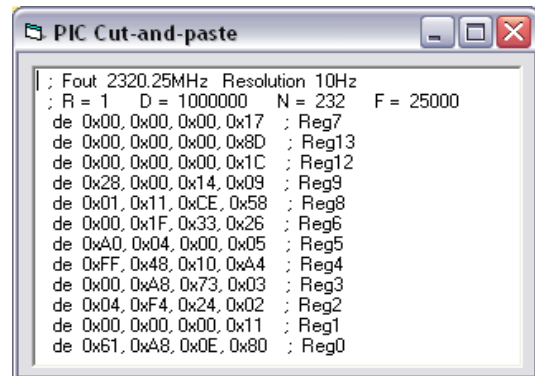 PIC Cut-and-paste
; Fout 2320.25MHz Resolution 10Hz
; R = 1 D = 1000000 N = 232 F = 25000
de 0x00, 0x00, 0x00, 0x17 ; Reg7
de 0x00, 0x00, 0x00, 0x8D ; Reg13
de 0x00, 0x00, 0x00, 0x1C ; Reg12
de 0x28, 0x00, 0x14, 0x09 ; Reg9
de 0x01, 0x11, 0xCE, 0x58 ; Reg8
de 0x00, 0x1F, 0x33, 0x26 ; Reg6
de 0xA0, 0x04, 0x00, 0x05 ; Reg5
de 0xFF, 0x48, 0x10, 0xA4 ; Reg4
de 0x00, 0xA8, 0x73, 0x03 ; Reg3
de 0x04, 0xF4, 0x24, 0x02 ; Reg2
de 0x00, 0x00, 0x00, 0x11 ; Reg1
de 0x61, 0xA8, 0x0E, 0x80 ; Reg0